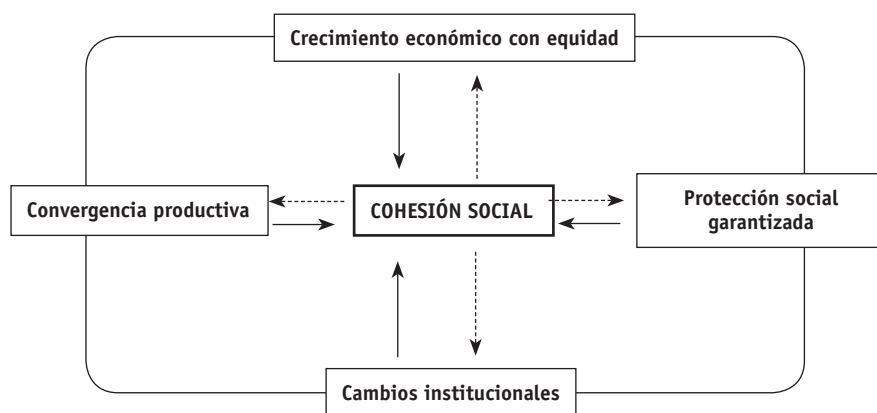 Crecimiento económico con equidad
Convergencia productiva
COHESIÓN SOCIAL
Protección social
garantizada
Cambios institucionales